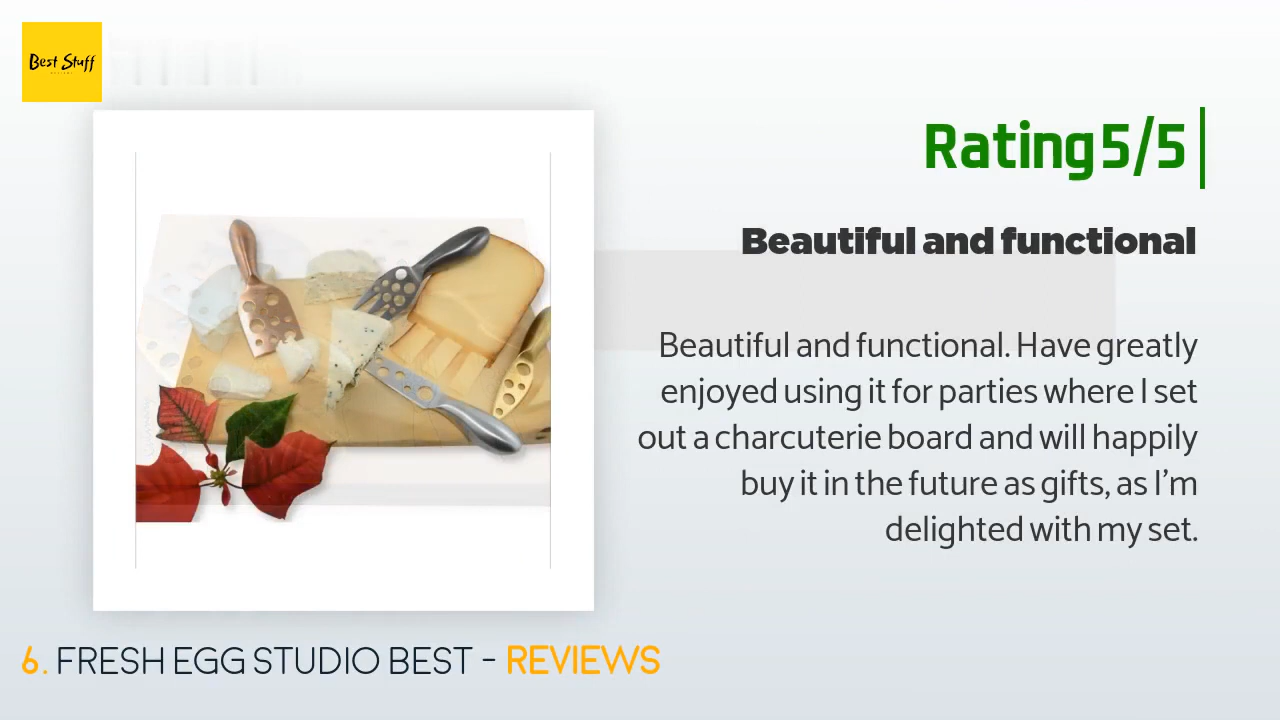 Best Stuff
Rating 5/5
Beautiful and functional
Beautiful and functional. Have greatly
enjoyed using it for parties where I set
out a charcuterie board and will happily
buy it in the future as gifts, as I'm
delighted with my set.
6. FRESH EGG STUDIO BEST - REVIEWS